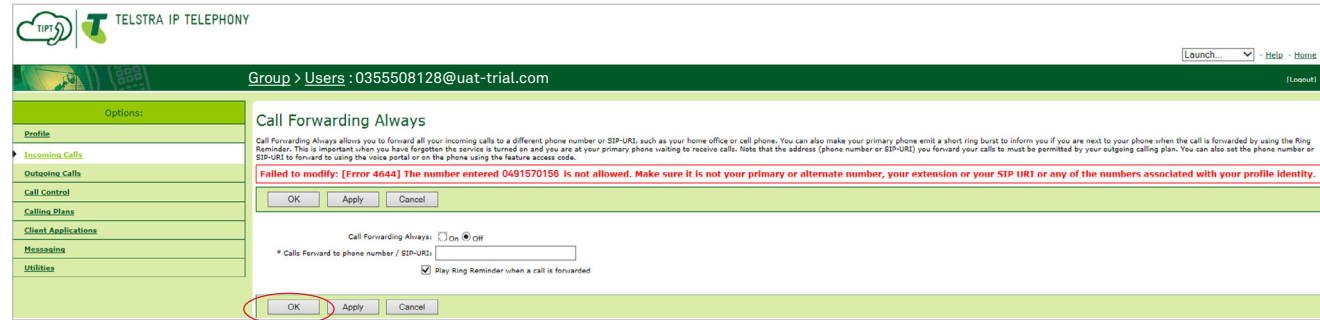 TIPT
TELSTRA IP TELEPHONY
Launch... - Help - Home
Group > Users : 0355508128@uat-trial.com
[Logout]
Options:
Profile
Incoming Calls
Outgoing Calls
Call Control
Calling Plans
Client Applications
Messaging
Utilities
Call Forwarding Always
Call Forwarding Always allows you to forward all your incoming calls to a different phone number or SIP-URI, such as your home office or cell phone. You can also make your primary phone emit a short ring burst to inform you if you are next to your phone when the call is forwarded by using the Ring
Reminder. This is important when you have forgotten the service is turned on and you are at your primary phone waiting to receive calls. Note that the address (phone number or SIP-URI) you forward your calls to must be permitted by your outgoing calling plan. You can also set the phone number or
SIP-URI to forward to using the voice portal or on the phone using the feature access code.
Failed to modify: [Error 4644] The number entered 0491570156 is not allowed. Make sure it is not your primary or alternate number, your extension or your SIP URI or any of the numbers associated with your profile identity.
OK Apply Cancel
Call Forwarding Always: On Off
* Calls Forward to phone number / SIP-URI:
Play Ring Reminder when a call is forwarded
OK Apply Cancel